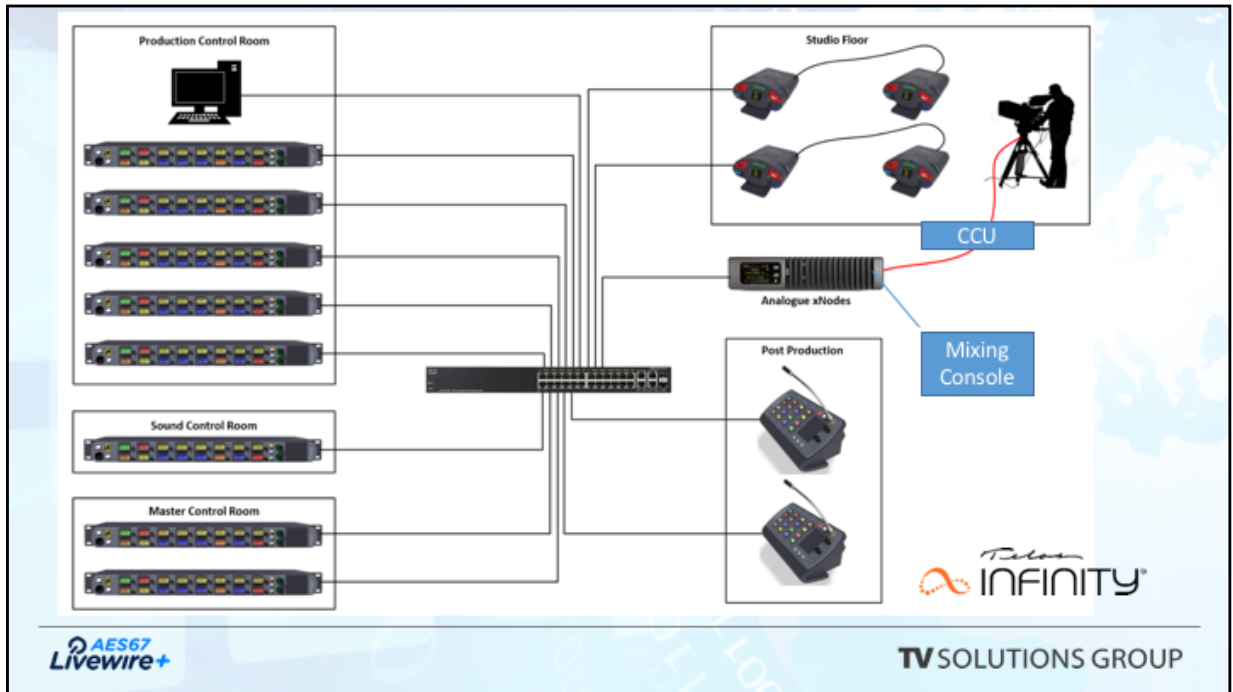 Production Control Room
Studio Floor
CCU
Analogue xNodes
Mixing
Console
Post Production
Sound Control Room
Master Control Room
Telos
INFINITY®
AES67
Livewire+
TV SOLUTIONS GROUP